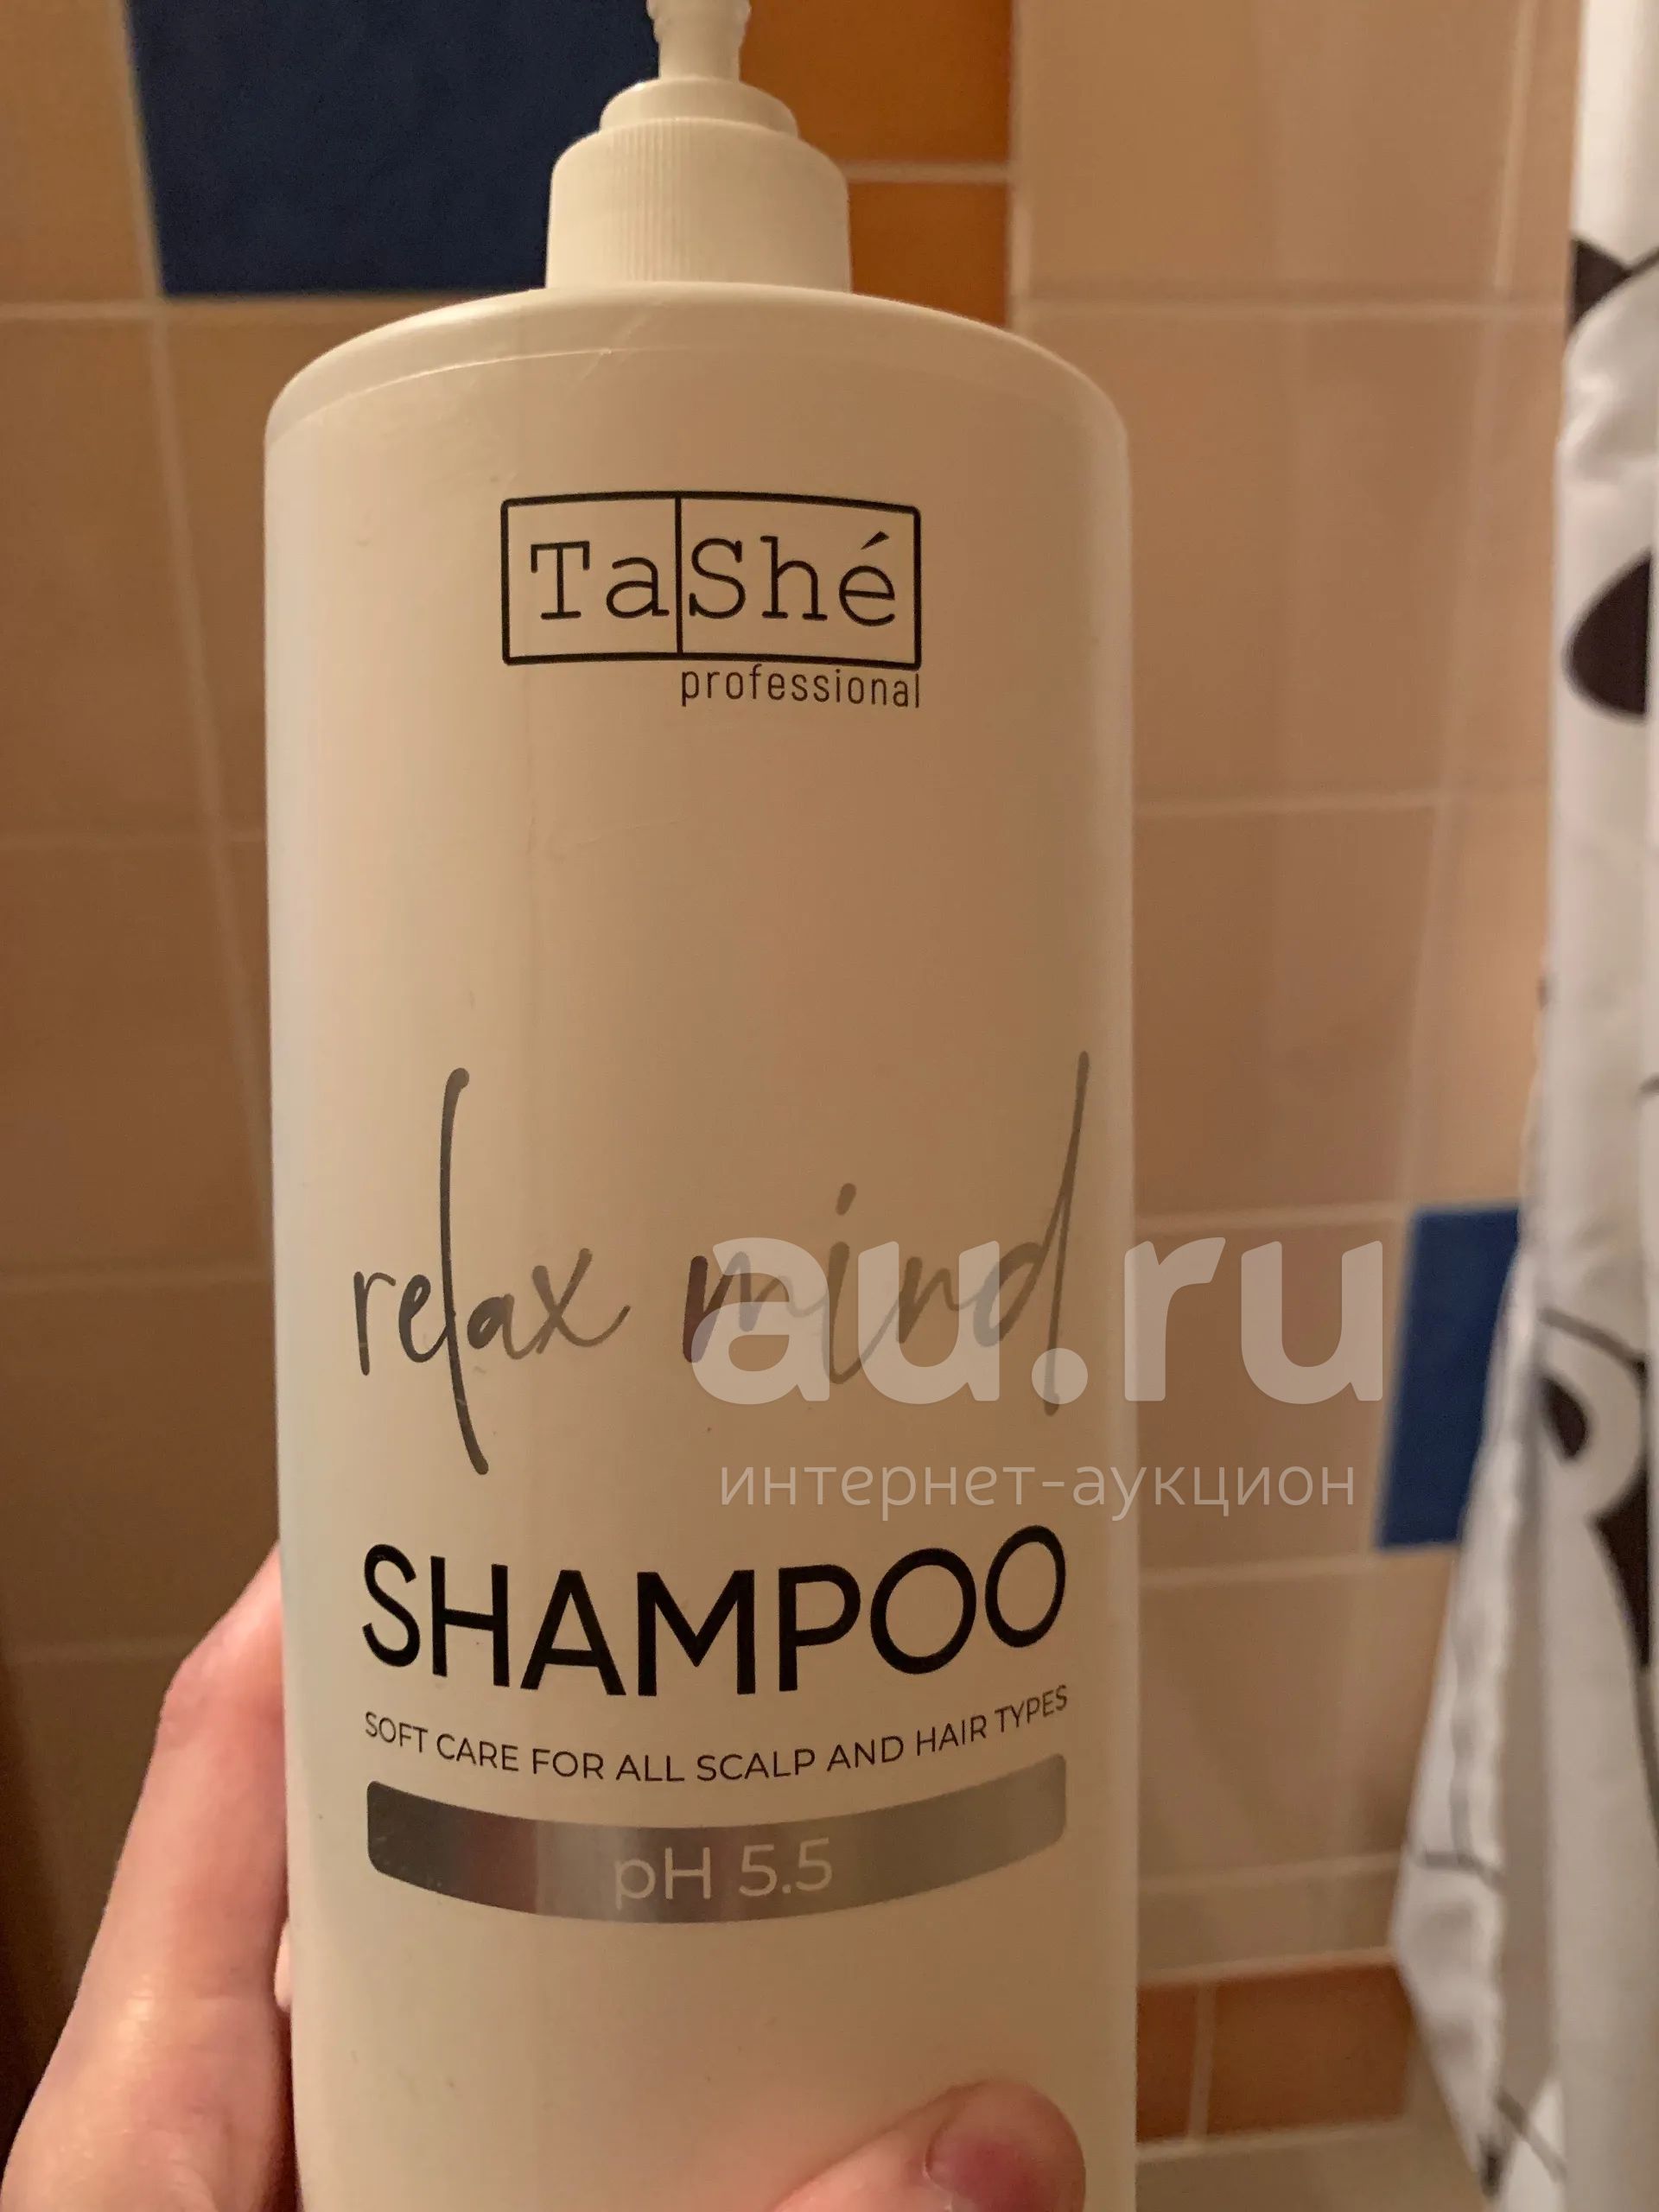 TaShé
professional
relax mind
au.ru
интернет-аукцион
SHAMPOO
SOFT CARE FOR ALL SCALP AND HAIR TYPES
pH 5.5